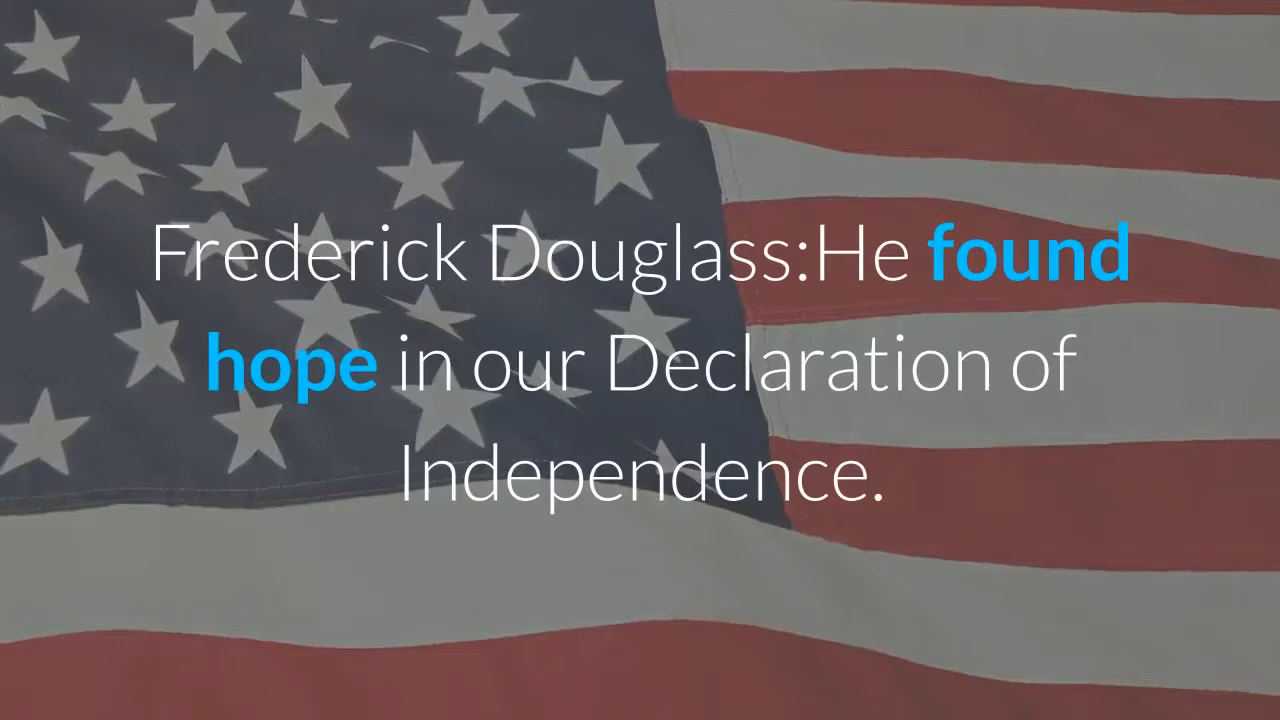 Frederick Douglass:He found
hope in our Declaration of
Independence.